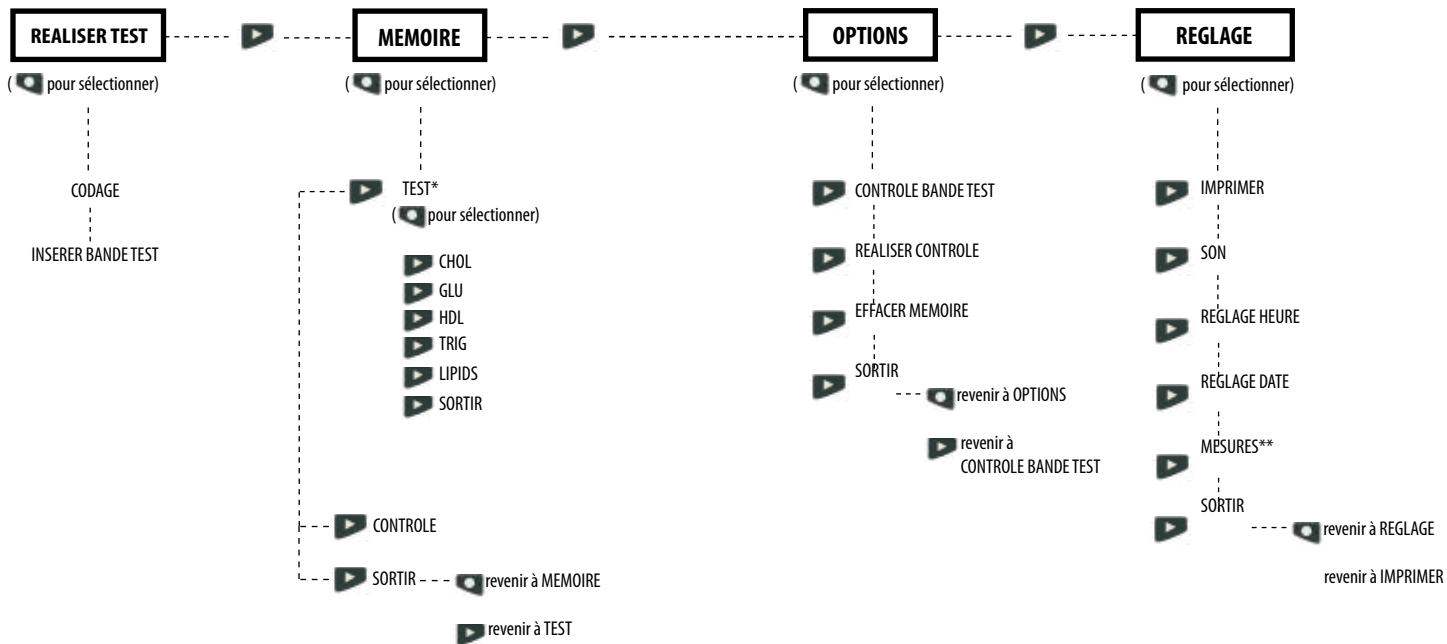 REALISER TEST
( pour sélectionner)
CODAGE
INSERER BANDE TEST
MEMOIRE
( pour sélectionner)
TEST*
( pour sélectionner)
CHOL
GLU
HDL
TRIG
LIPIDS
SORTIR
CONTROLE
SORTIR
revenir à MEMOIRE
revenir à TEST
OPTIONS
( pour sélectionner)
CONTROLE BANDE TEST
REALISER CONTROLE
EFFACER MEMOIRE
SORTIR
revenir à OPTIONS
revenir à
CONTROLE BANDE TEST
REGLAGE
( pour sélectionner)
IMPRIMER
SON
REGLAGE HEURE
REGLAGE DATE
MESURES**
SORTIR
revenir à REGLAGE
revenir à IMPRIMER